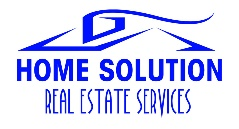 HOME SOLUTION
REAL ESTATE SERVICES